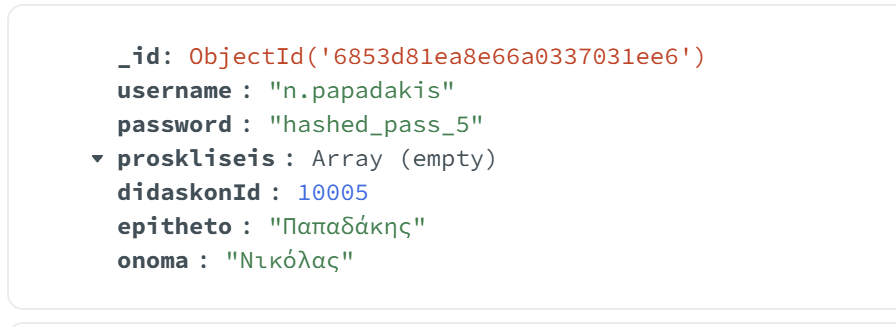 _id: ObjectId('6853d81ea8e66a0337031ee6')
username : "n.papadakis"
password : "hashed_pass_5"
proskliseis : Array (empty)
didaskonId : 10005
epitheto : "Παπαδάκης"
onoma : "Νικόλας"